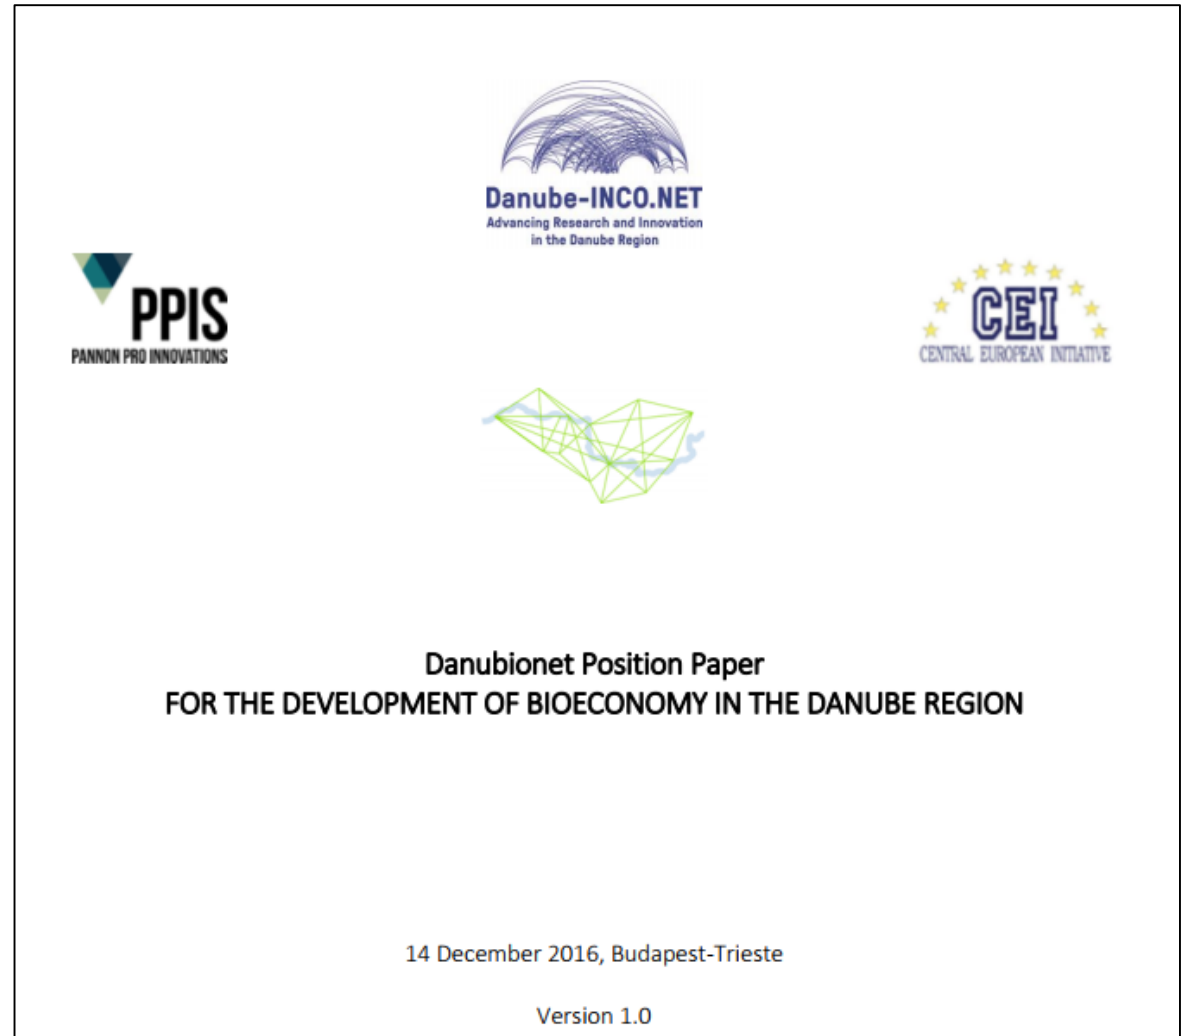 Danube-INCO.NET
Advancing Research and Innovation
in the Danube Region
PPIS
PANNON PRO INNOVATIONS
CEI
CENTRAL EUROPEAN INITIATIVE
Danubionet Position Paper
FOR THE DEVELOPMENT OF BIOECONOMY IN THE DANUBE REGION
14 December 2016, Budapest-Trieste
Version 1.0